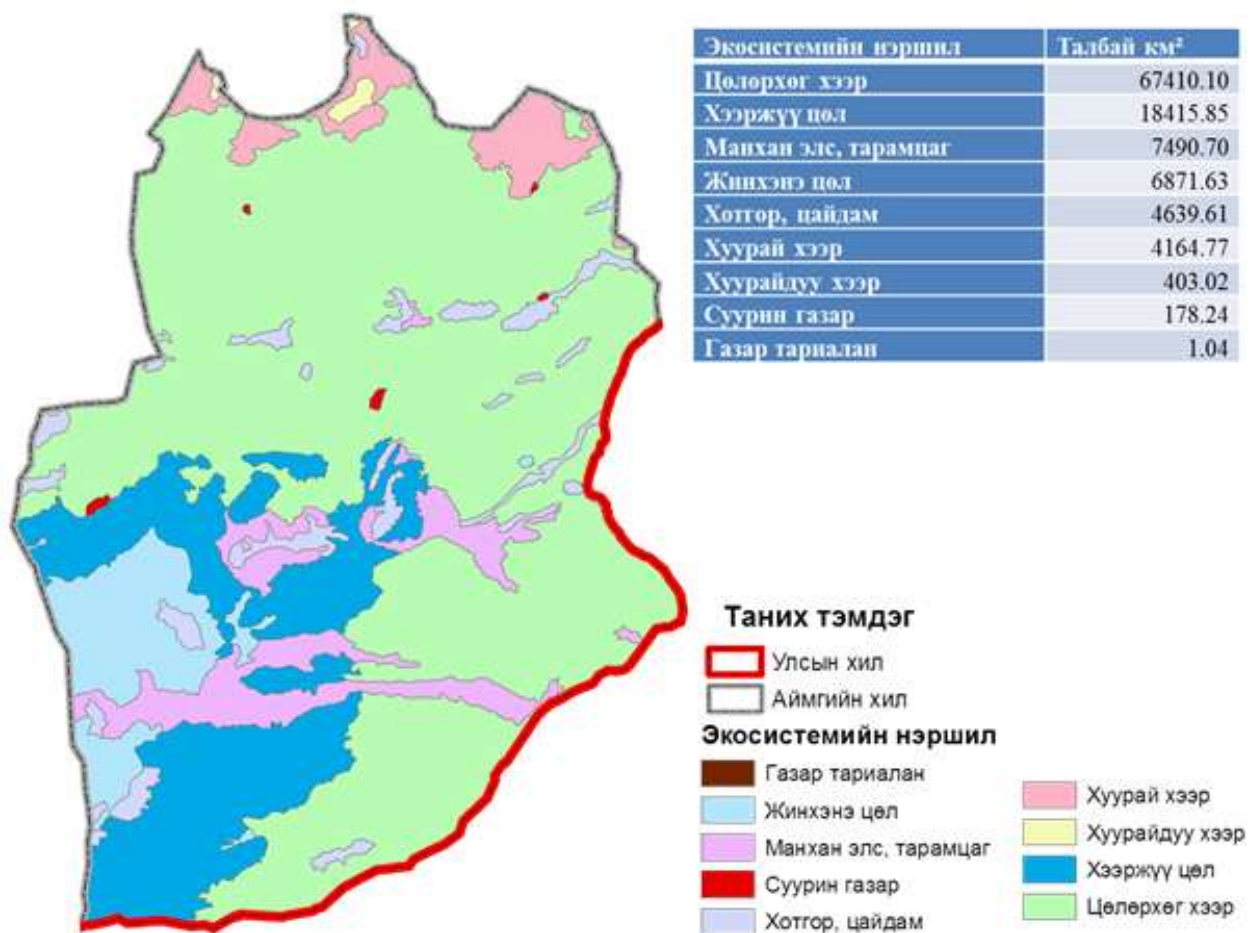 Экосистемийн нэршил Талбай км²
Цөлөрхөг хээр 67410.10
Хээржүү цөл 18415.85
Манхан элс, тарамцаг 7490.70
Жинхэнэ цөл 6871.63
Хотгор, цайдам 4639.61
Хуурай хээр 4164.77
Хуурайдуу хээр 403.02
Суурин газар 178.24
Газар тариалан 1.04
Таних тэмдэг
Улсын хил
Аймгийн хил
Экосистемийн нэршил
Газар тариалан
Жинхэнэ цөл
Манхан элс, тарамцаг
Суурин газар
Хотгор, цайдам
Хуурай хээр
Хуурайдуу хээр
Хээржүү цөл
Цөлөрхөг хээр